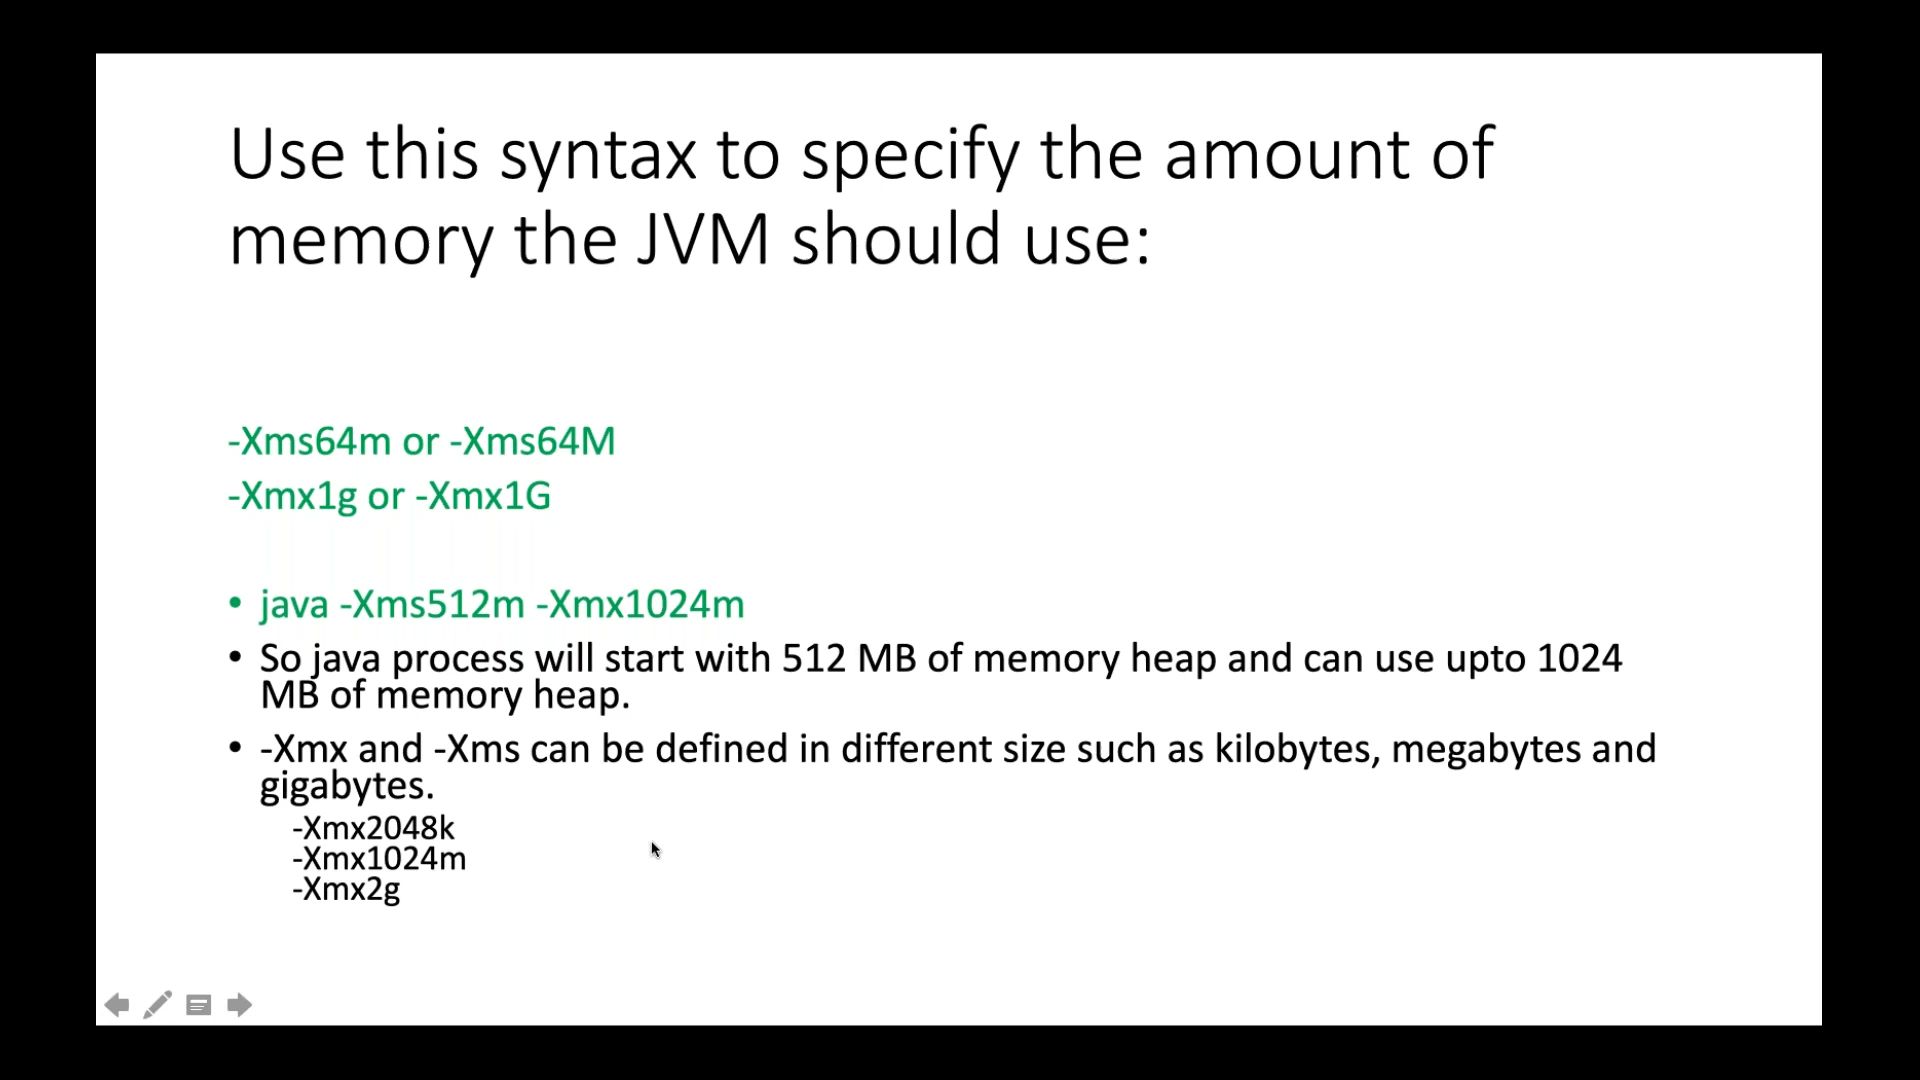 Use this syntax to specify the amount of
memory the JVM should use:
-Xms64m or -Xms64M
-Xmx1g or -Xmx1G
• java -Xms512m -Xmx1024m
• So java process will start with 512 MB of memory heap and can use upto 1024
MB of memory heap.
• -Xmx and -Xms can be defined in different size such as kilobytes, megabytes and
gigabytes.
-Xmx2048k
-Xmx1024m
-Xmx2g